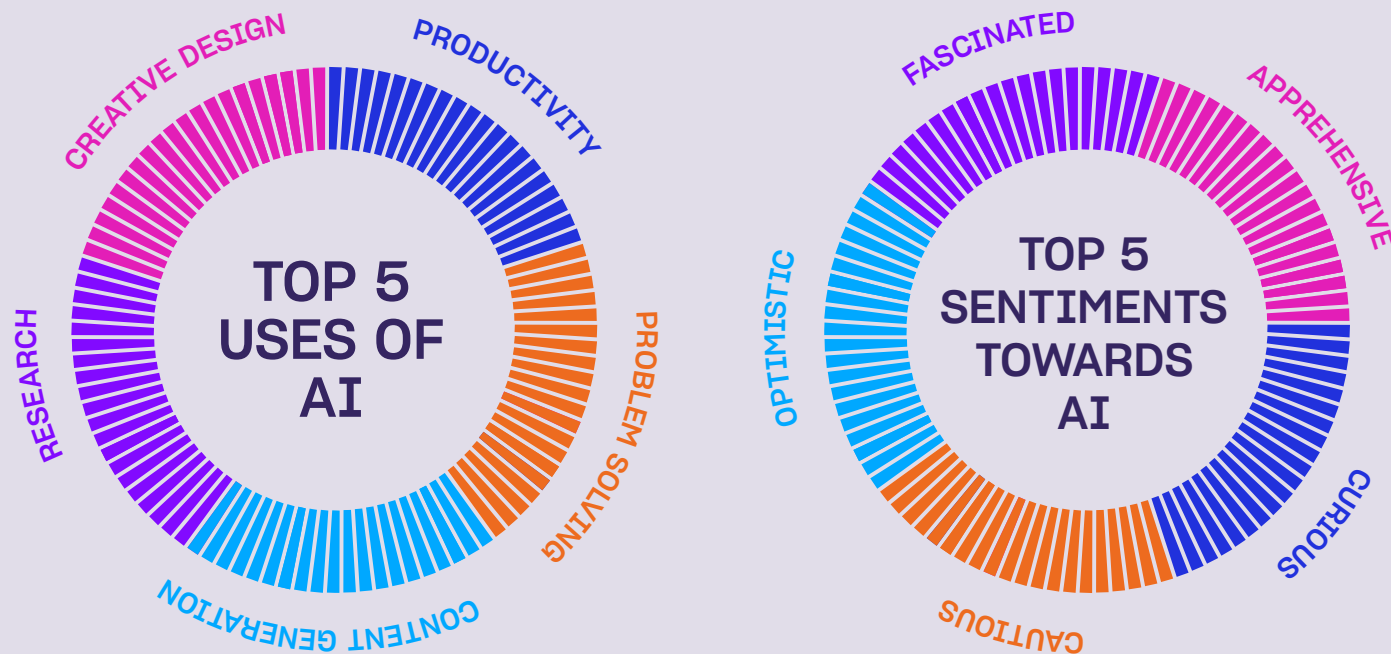 CREATIVE DESIGN
PRODUCTIVITY
PROBLEM SOLVING
CONTENT GENERATION
RESEARCH
TOP 5
USES OF
AI
FASCINATED
APPREHENSIVE
CURIOUS
CAUTIOUS
OPTIMISTIC
TOP 5
SENTIMENTS
TOWARDS
AI